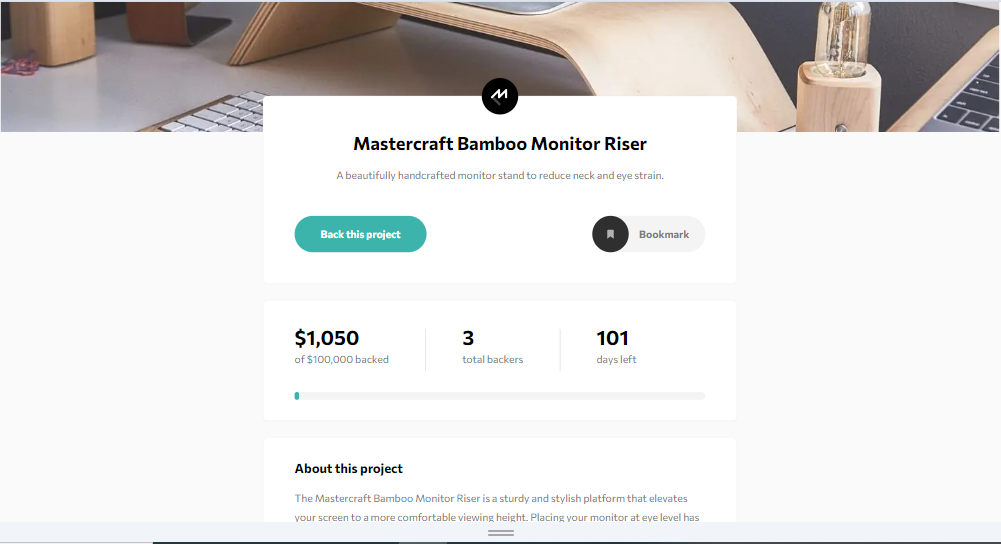 Mastercraft Bamboo Monitor Riser
A beautifully handcrafted monitor stand to reduce neck and eye strain.
Back this project
Bookmark
$1,050
of $100,000 backed
3
total backers
101
days left
About this project
The Mastercraft Bamboo Monitor Riser is a sturdy and stylish platform that elevates
your screen to a more comfortable viewing height. Placing your monitor at eye level has